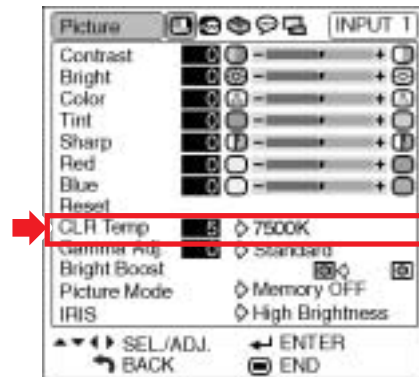 Picture INPUT 1
Contrast 0 - +
Bright 0 - +
Color 0 - +
Tint 0 - +
Sharp 0 - +
Red 0 - +
Blue 0 - +
Reset
CLR Temp 5 7500K
Gamma Adj. 0 Standard
Bright Boost
Picture Mode Memory OFF
IRIS High Brightness
SEL./ADJ. ENTER
BACK END